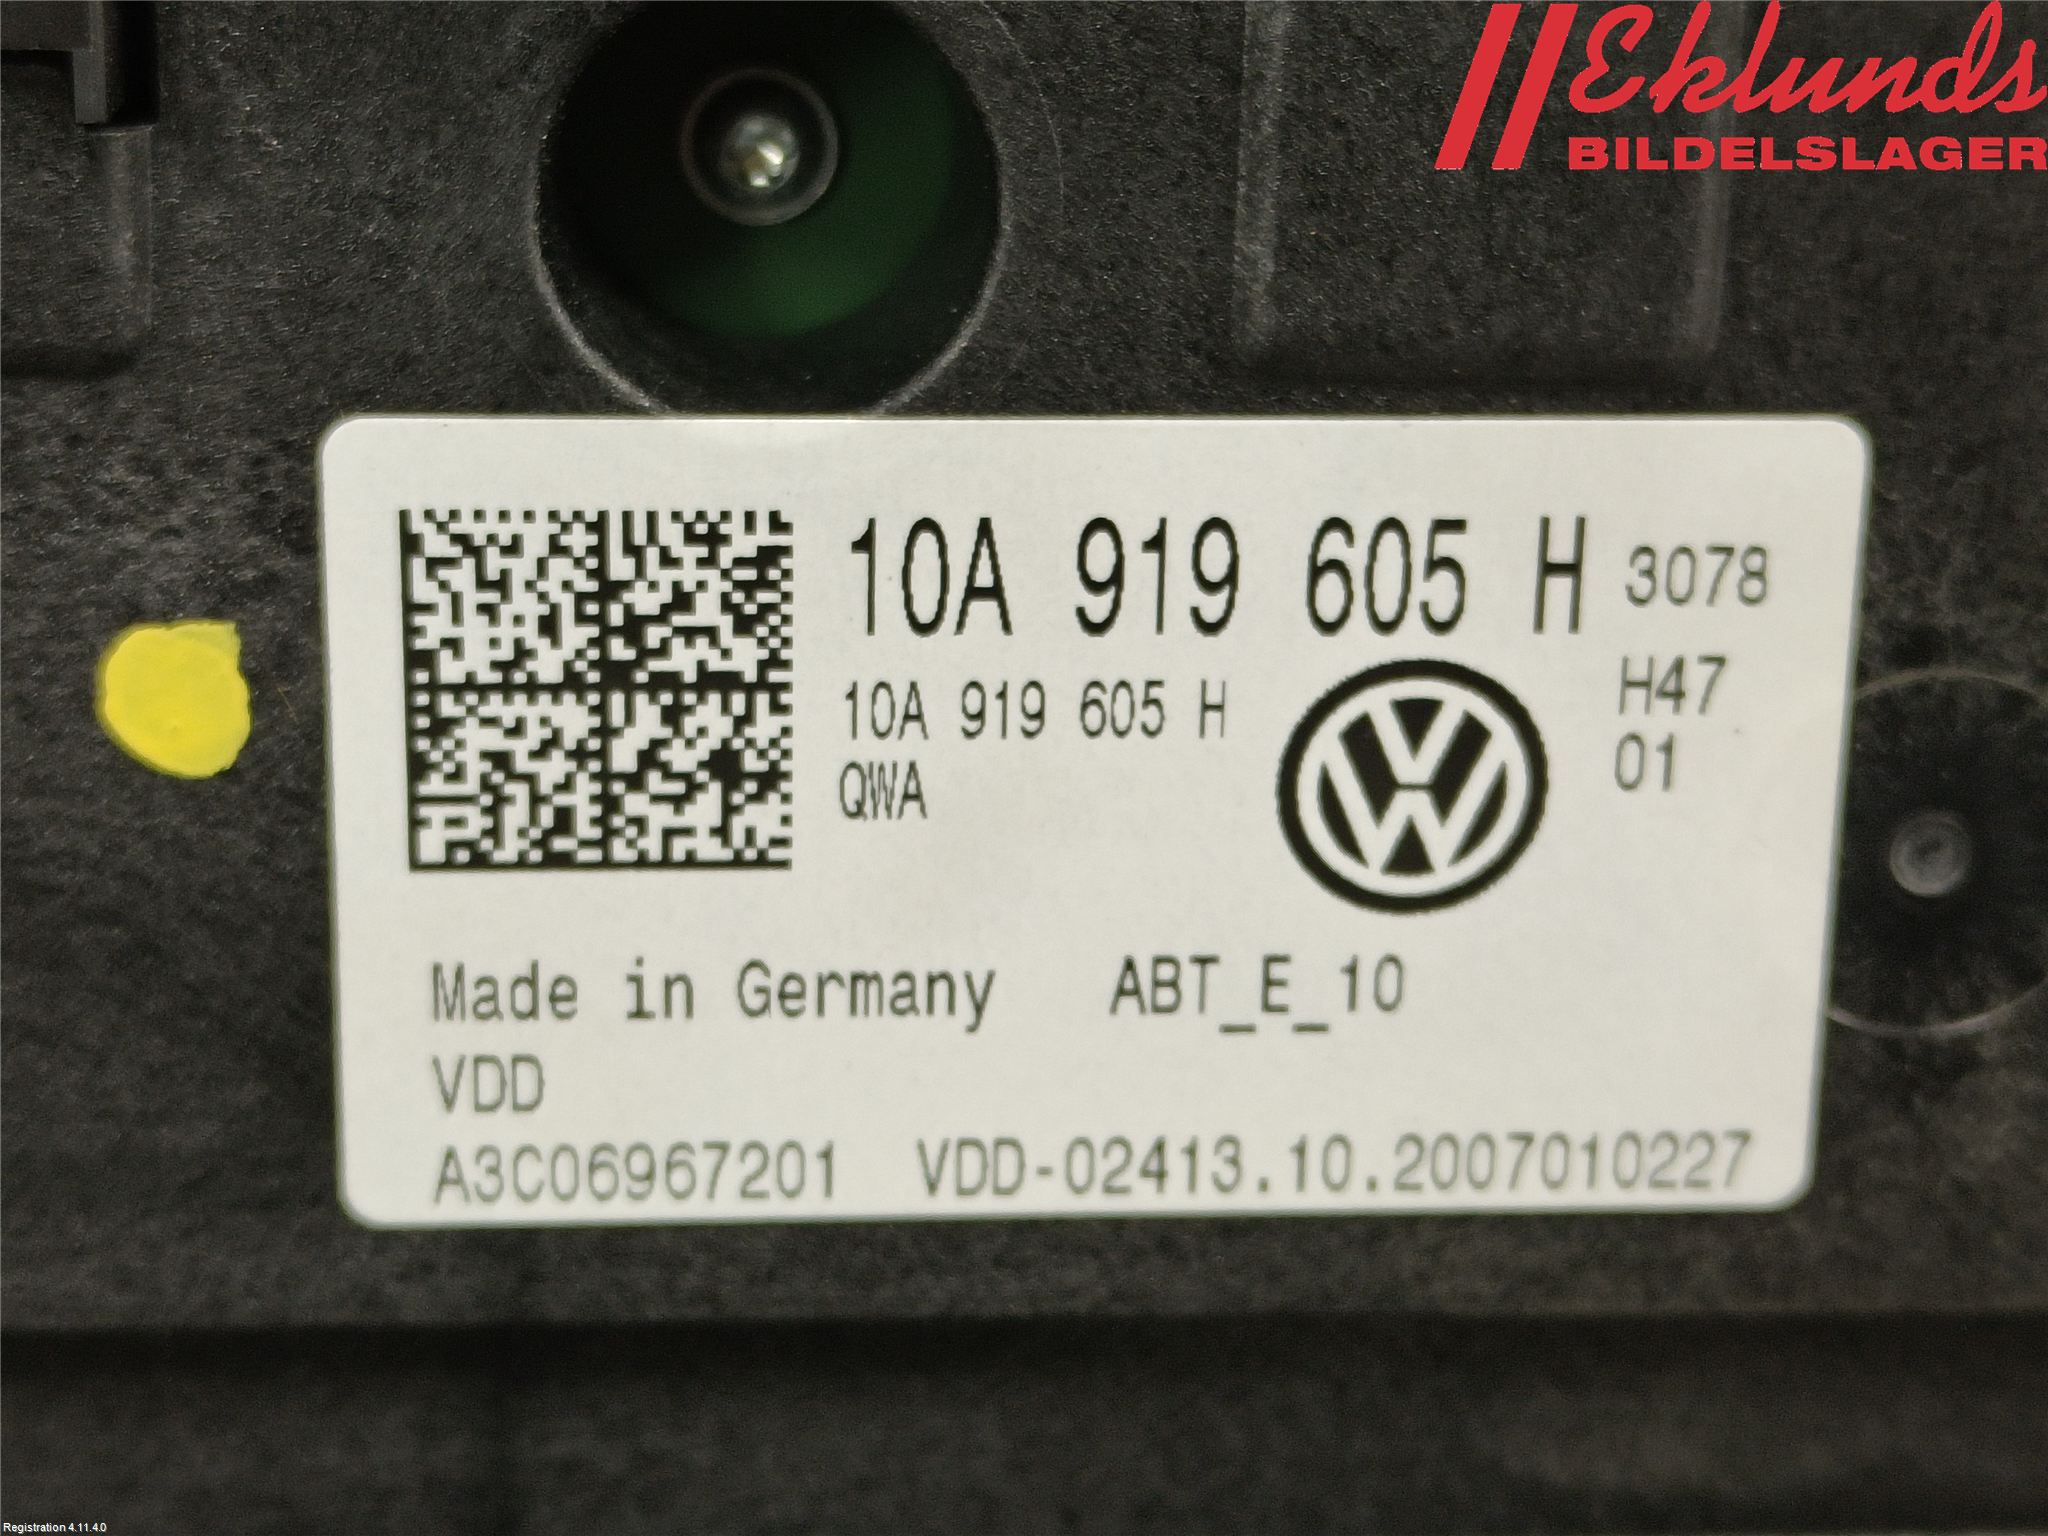 Eklunds
BILDELSLAGER
10A 919 605 H 3078
10A 919 605 H
H47
QWA
01
Made in Germany ABT_E_10
VDD
A3C06967201 VDD-02413.10.2007010227
Registration 4.11.4.0